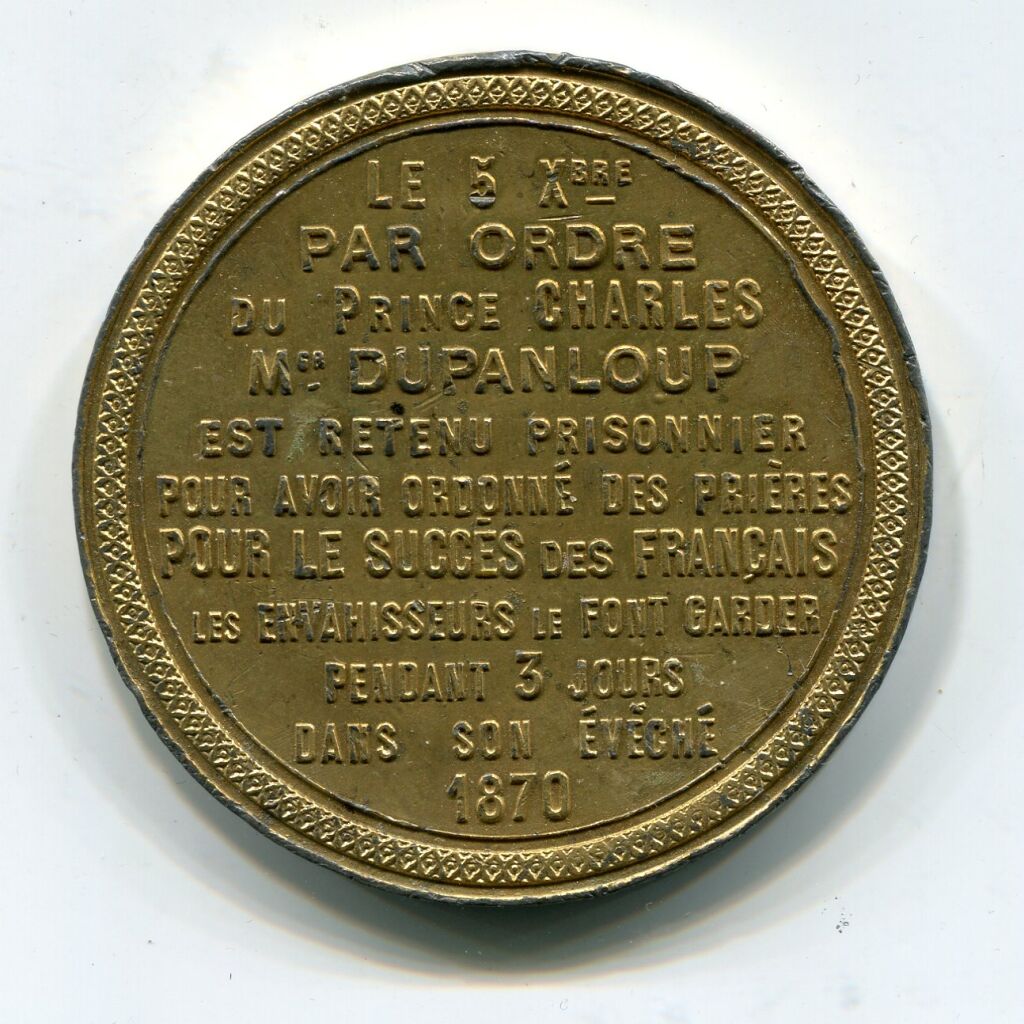 LE 5 XBRE
PAR ORDRE
DU PRINCE CHARLES
MGR DUPANLOUP
EST RETENU PRISONNIER
POUR AVOIR ORDONNÉ DES PRIÈRES
POUR LE SUCCÈS DES FRANÇAIS
LES ENVAHISSEURS LE FONT GARDER
PENDANT 3 JOURS
DANS SON ÉVÊCHÉ
1870